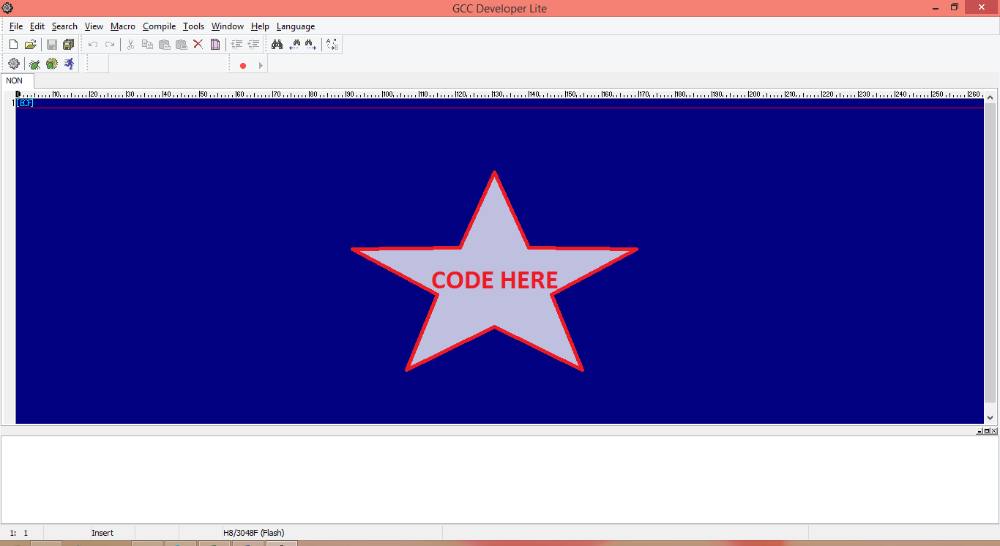 GCC Developer Lite
File Edit Search View Macro Compile Tools Window Help Language
NON
0 10 20 30 40 50 60 70 80 90 100 110 120 130 140 150 160 170 180 190 200 210 220 230 240 250 260
1 [EOF]
CODE HERE
1: 1 Insert H8/3048F (Flash)